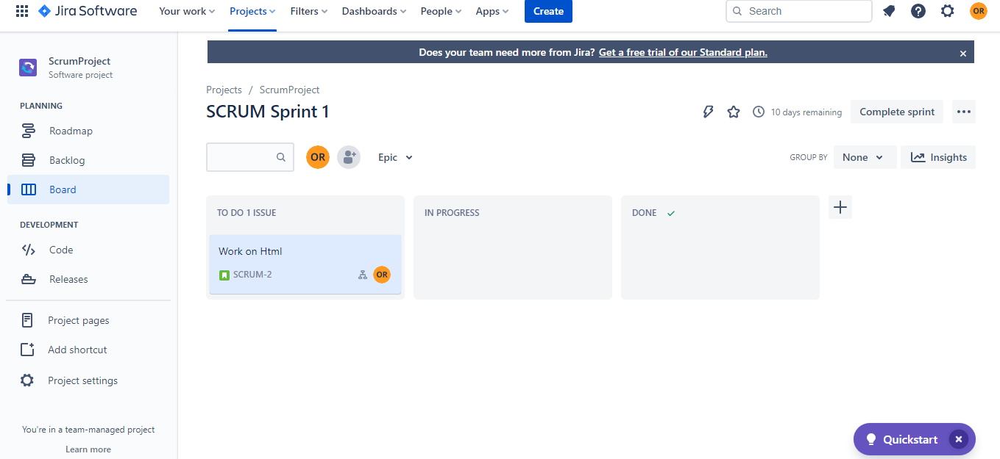 Jira Software Your work Projects Filters Dashboards People Apps Create Search OR
Does your team need more from Jira? Get a free trial of our Standard plan.
ScrumProject
Software project
PLANNING
Roadmap
Backlog
Board
DEVELOPMENT
Code
Releases
Project pages
Add shortcut
Project settings
You're in a team-managed project
Learn more
Projects / ScrumProject
SCRUM Sprint 1
10 days remaining Complete sprint
OR Epic GROUP BY None Insights
TO DO 1 ISSUE IN PROGRESS DONE
Work on Html
SCRUM-2 OR
Quickstart